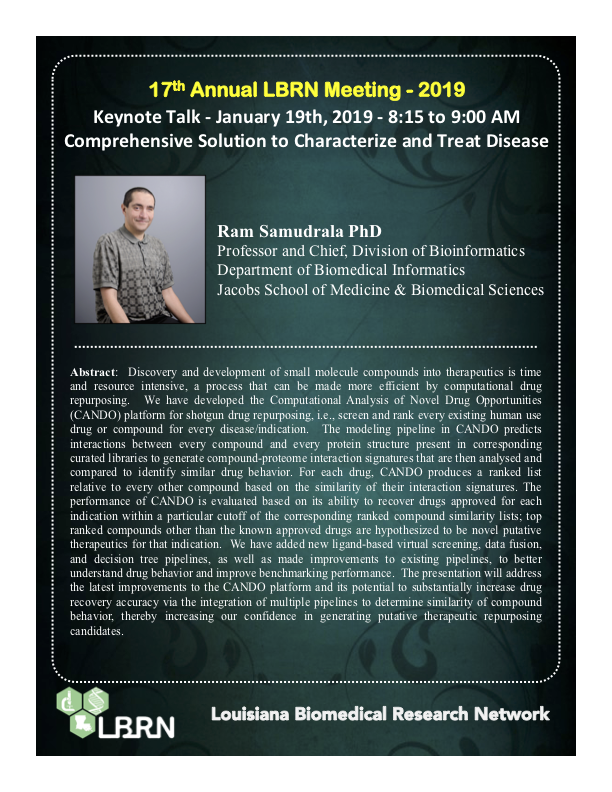 17th Annual LBRN Meeting - 2019
Keynote Talk - January 19th, 2019 - 8:15 to 9:00 AM
Comprehensive Solution to Characterize and Treat Disease
Ram Samudrala PhD
Professor and Chief, Division of Bioinformatics
Department of Biomedical Informatics
Jacobs School of Medicine & Biomedical Sciences
Abstract: Discovery and development of small molecule compounds into therapeutics is time
and resource intensive, a process that can be made more efficient by computational drug
repurposing. We have developed the Computational Analysis of Novel Drug Opportunities
(CANDO) platform for shotgun drug repurposing, i.e., screen and rank every existing human use
drug or compound for every disease/indication. The modeling pipeline in CANDO predicts
interactions between every compound and every protein structure present in corresponding
curated libraries to generate compound-proteome interaction signatures that are then analysed and
compared to identify similar drug behavior. For each drug, CANDO produces a ranked list
relative to every other compound based on the similarity of their interaction signatures. The
performance of CANDO is evaluated based on its ability to recover drugs approved for each
indication within a particular cutoff of the corresponding ranked compound similarity lists; top
ranked compounds other than the known approved drugs are hypothesized to be novel putative
therapeutics for that indication. We have added new ligand-based virtual screening, data fusion,
and decision tree pipelines, as well as made improvements to existing pipelines, to better
understand drug behavior and improve benchmarking performance. The presentation will address
the latest improvements to the CANDO platform and its potential to substantially increase drug
recovery accuracy via the integration of multiple pipelines to determine similarity of compound
behavior, thereby increasing our confidence in generating putative therapeutic repurposing
candidates.
LBRN
Louisiana Biomedical Research Network